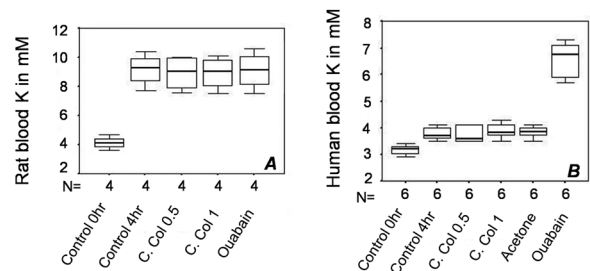 Rat blood K in mM
12
10
8
6
4
2
A
N= 4 4 4 4 4
Control 0hr
Control 4hr
C. Col 0.5
C. Col 1
Ouabain
Human blood K in mM
8
7
6
5
4
3
2
B
N= 6 6 6 6 6 6
Control 0hr
Control 4hr
C. Col 0.5
C. Col 1
Acetone
Ouabain